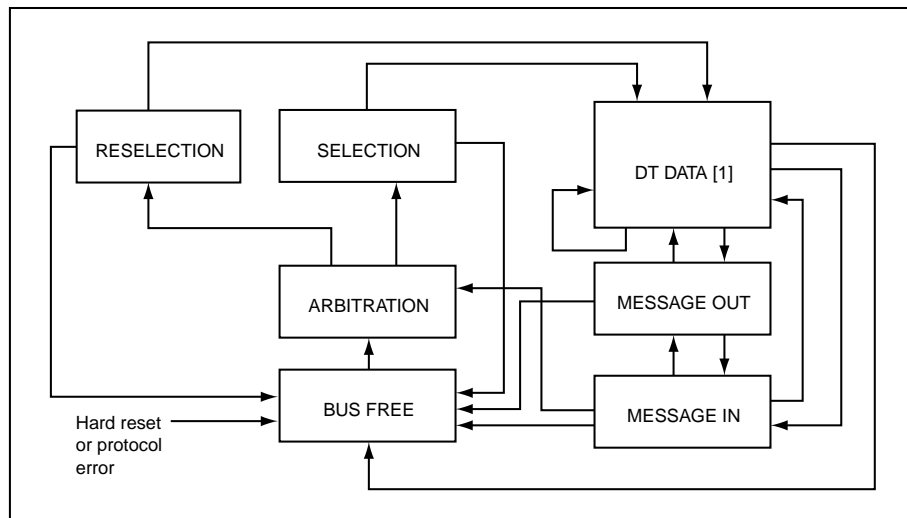 RESELECTION
SELECTION
DT DATA [1]
ARBITRATION
MESSAGE OUT
BUS FREE
MESSAGE IN
Hard reset
or protocol
error